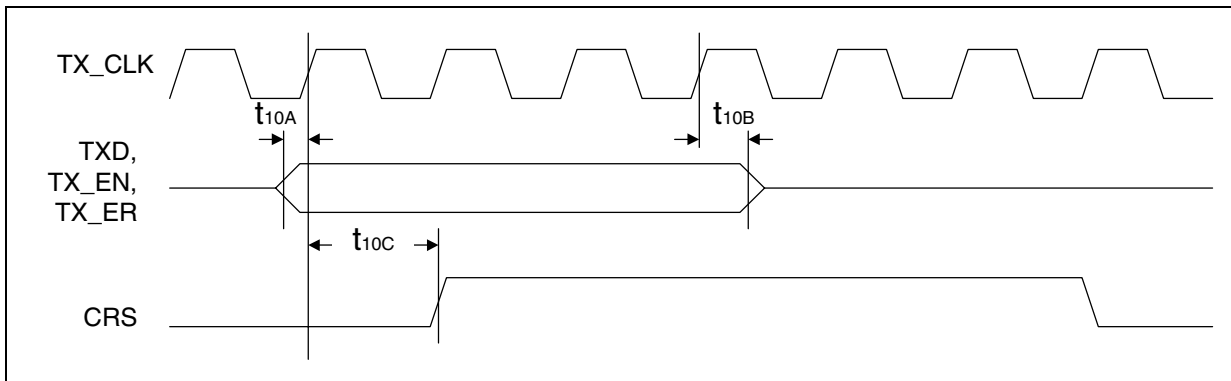 TX_CLK
t10A
t10B
TXD,
TX_EN,
TX_ER
t10C
CRS